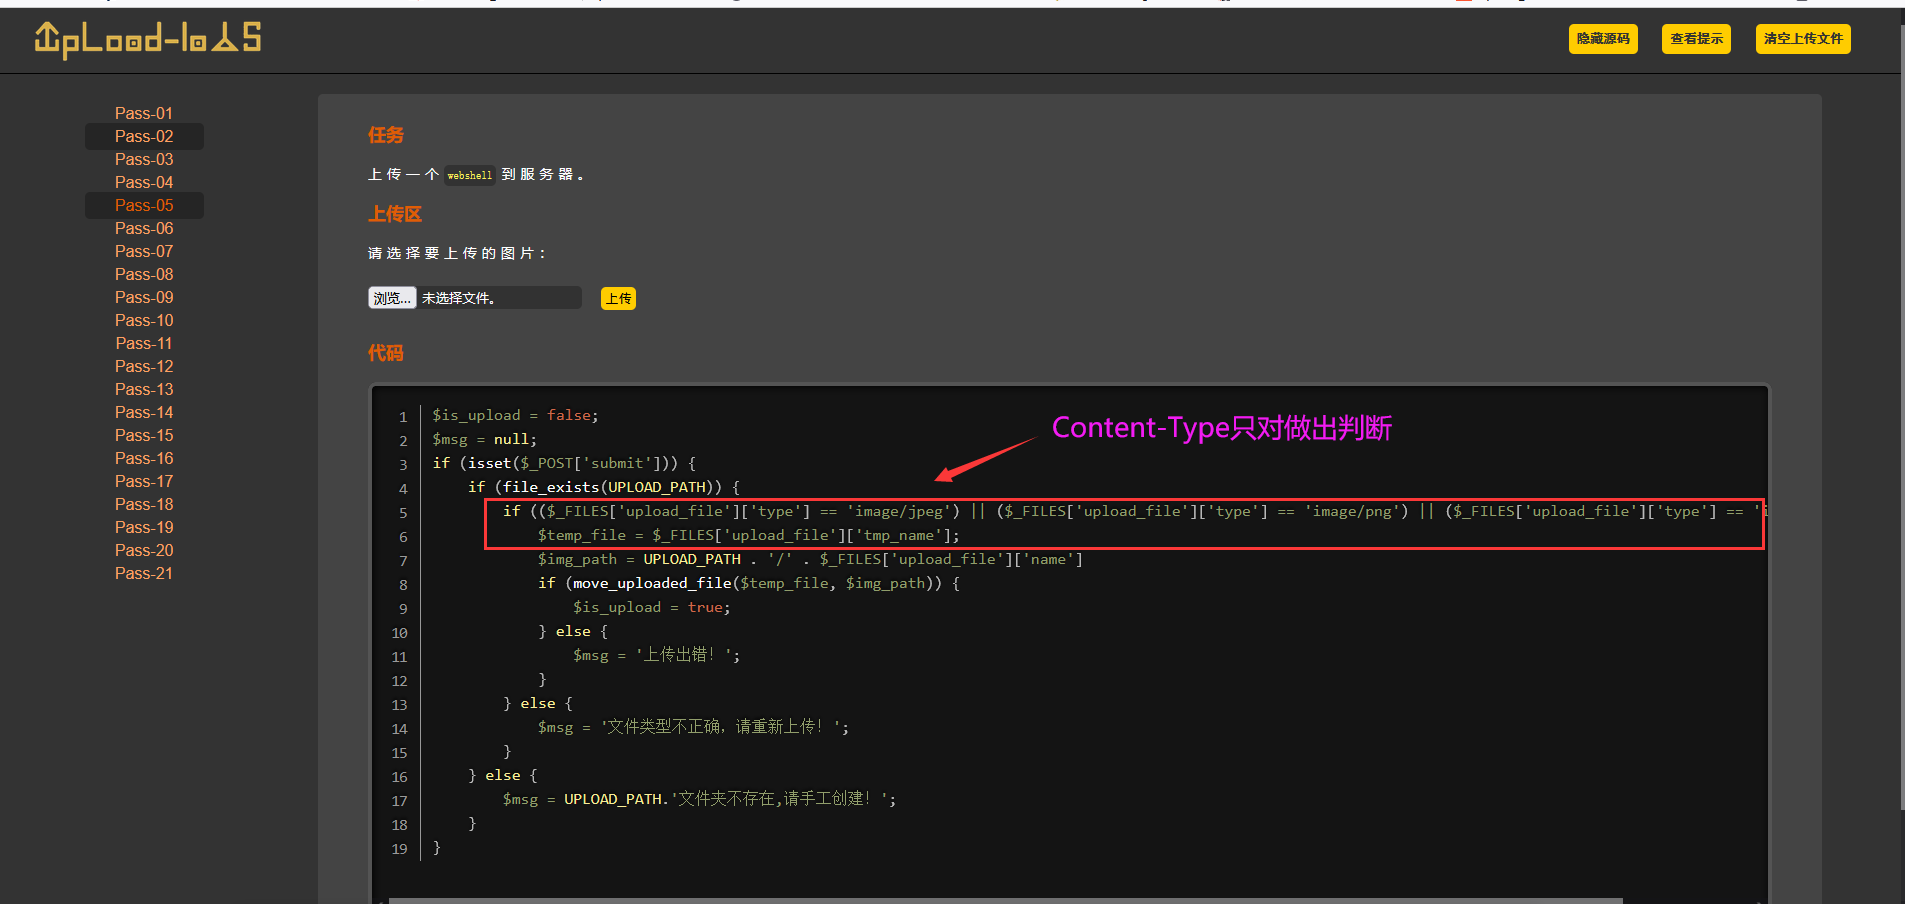 UpLoad-labS
隐藏源码 查看提示 清空上传文件
Pass-01
Pass-02
Pass-03
Pass-04
Pass-05
Pass-06
Pass-07
Pass-08
Pass-09
Pass-10
Pass-11
Pass-12
Pass-13
Pass-14
Pass-15
Pass-16
Pass-17
Pass-18
Pass-19
Pass-20
Pass-21
任务
上传一个 webshell 到服务器。
上传区
请选择要上传的图片：
浏览... 未选择文件。 上传
代码
Content-Type只对做出判断
1 $is_upload = false;
2 $msg = null;
3 if (isset($_POST['submit'])) {
4 if (file_exists(UPLOAD_PATH)) {
5 if (($_FILES['upload_file']['type'] == 'image/jpeg') || ($_FILES['upload_file']['type'] == 'image/png') || ($_FILES['upload_file']['type'] == 'i
6 $temp_file = $_FILES['upload_file']['tmp_name'];
7 $img_path = UPLOAD_PATH . '/' . $_FILES['upload_file']['name']
8 if (move_uploaded_file($temp_file, $img_path)) {
9 $is_upload = true;
10 } else {
11 $msg = '上传出错！';
12 }
13 } else {
14 $msg = '文件类型不正确，请重新上传！';
15 }
16 } else {
17 $msg = UPLOAD_PATH.'文件夹不存在,请手工创建！';
18 }
19 }